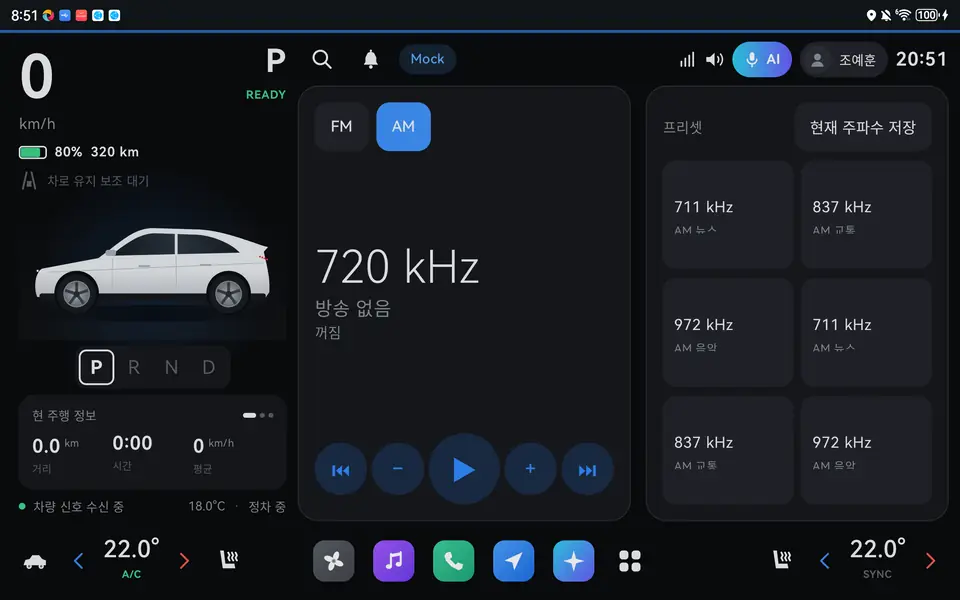 8:51
100
0
P
READY
km/h
80% 320 km
차로 유지 보조 대기
P R N D
현 주행 정보
0.0 km
거리
0:00
시간
0 km/h
평균
차량 신호 수신 중
18.0°C · 정차 중
Mock
AI
조예훈
20:51
FM
AM
720 kHz
방송 없음
꺼짐
프리셋
현재 주파수 저장
711 kHz
AM 뉴스
837 kHz
AM 교통
972 kHz
AM 음악
711 kHz
AM 뉴스
837 kHz
AM 교통
972 kHz
AM 음악
22.0°
A/C
22.0°
SYNC